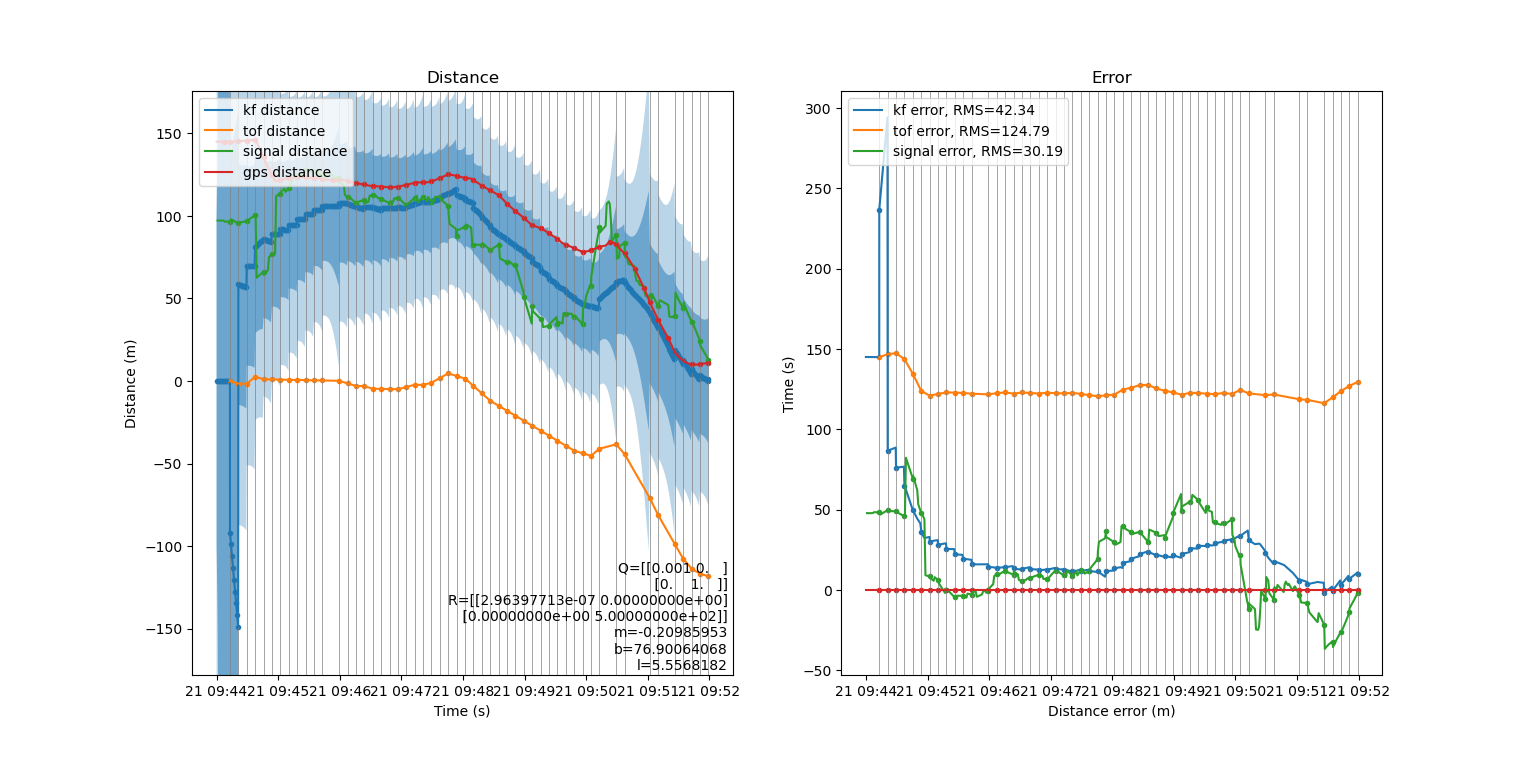 Distance
kf distance
tof distance
signal distance
gps distance
150
100
50
0
−50
−100
−150
Distance (m)
Q=[[0.001 0. ]
[0. 1. ]]
R=[[2.96397713e-07 0.00000000e+00]
[0.00000000e+00 5.00000000e+02]]
m=-0.20985953
b=76.90064068
l=5.5568182
21 09:44 21 09:45 21 09:46 21 09:47 21 09:48 21 09:49 21 09:50 21 09:51 21 09:52
Time (s)
Error
kf error, RMS=42.34
tof error, RMS=124.79
signal error, RMS=30.19
300
250
200
150
100
50
0
−50
Time (s)
21 09:44 21 09:45 21 09:46 21 09:47 21 09:48 21 09:49 21 09:50 21 09:51 21 09:52
Distance error (m)